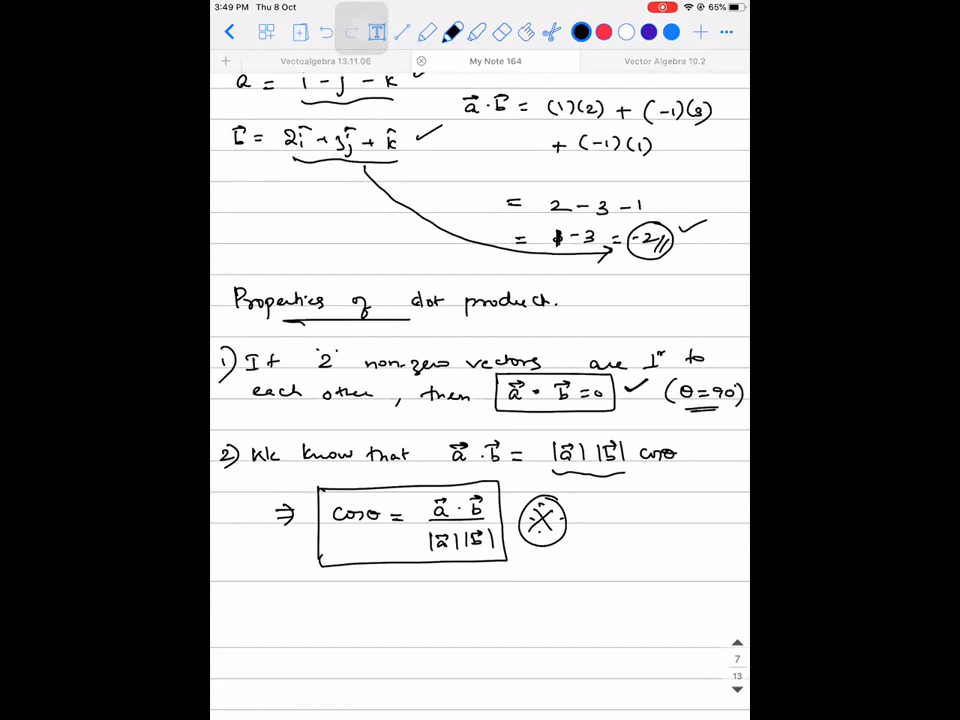 3:49 PM Thu 8 Oct
65%
Vectoalgebra 13.11.06
My Note 164
Vector Algebra 10.2
a = i - j - k
a⃗ · b⃗ = (1)(2) + (-1)(3)
b⃗ = 2î + 3ĵ + k̂
+ (-1)(1)
= 2 - 3 - 1
= 1 - 3 = -2//
Properties of dot product.
1) If '2' non-zero vectors are ⊥r to
each other, then a⃗ · b⃗ = 0 (θ = 90°)
2) We know that a⃗ · b⃗ = |a⃗| |b⃗| cosθ
⇒ cosθ = a⃗ · b⃗ / |a⃗| |b⃗|
7
13